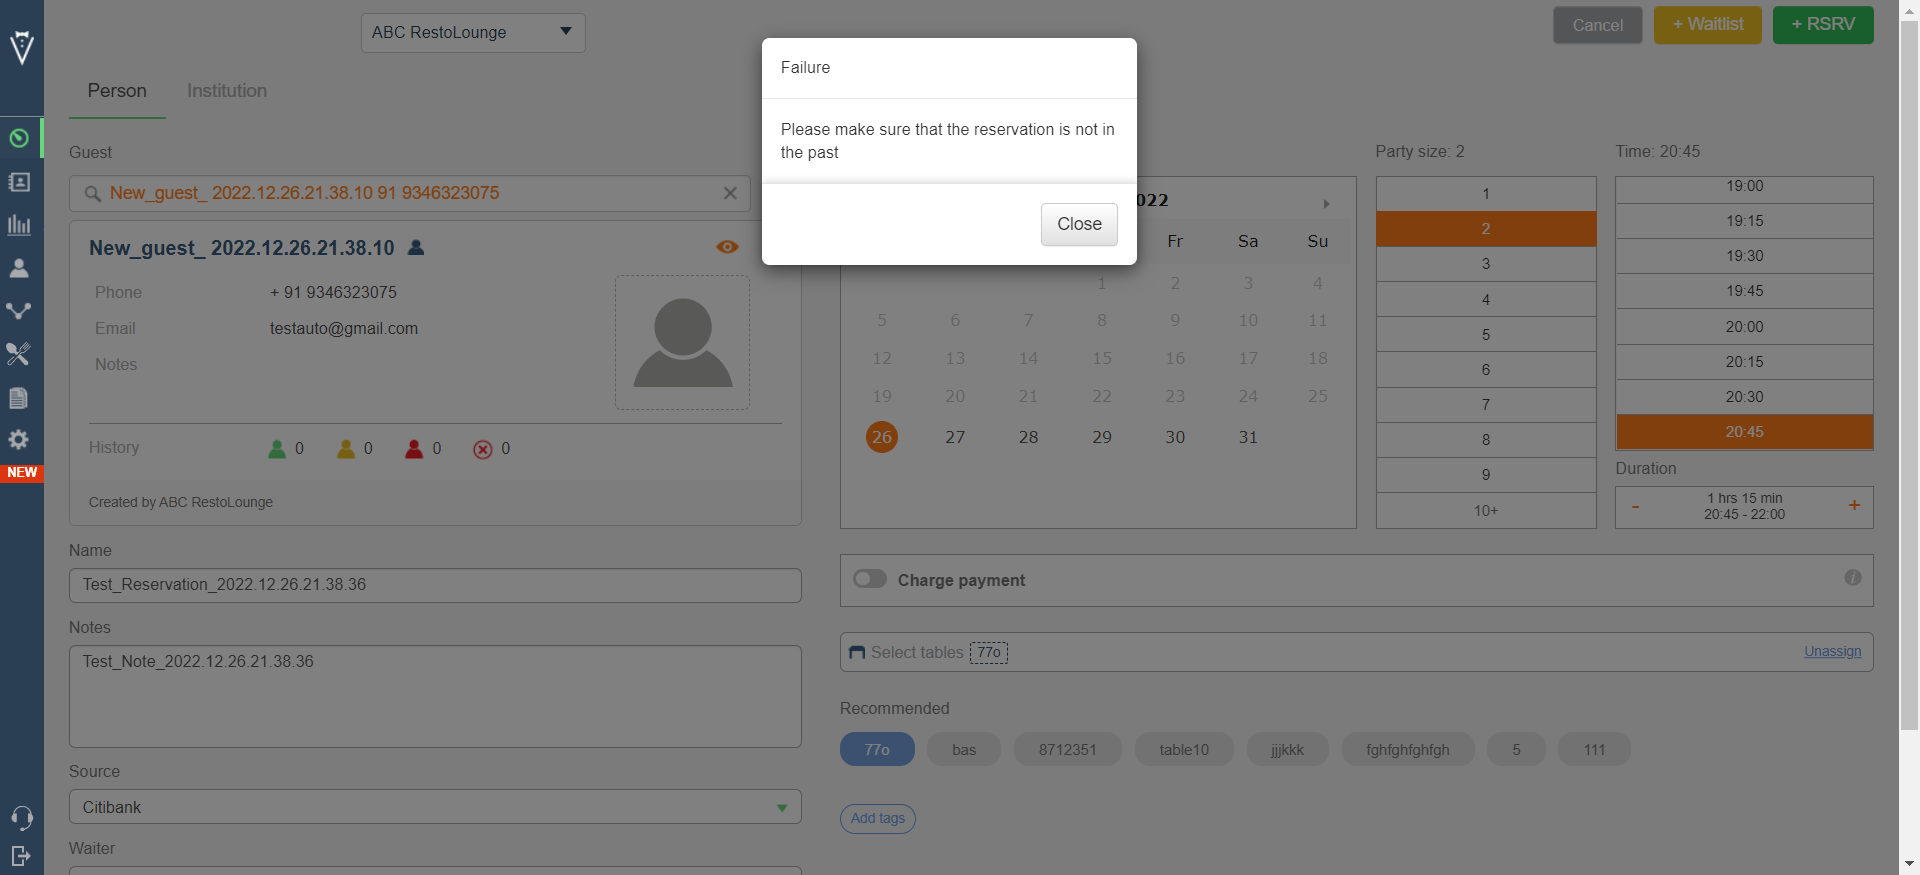 ABC RestoLounge
Cancel
+ Waitlist
+ RSRV
Person
Institution
Failure
Please make sure that the reservation is not in
the past
Close
Guest
New_guest_ 2022.12.26.21.38.10 91 9346323075
New_guest_ 2022.12.26.21.38.10
Phone
+ 91 9346323075
Email
testauto@gmail.com
Notes
History
0
0
0
0
Created by ABC RestoLounge
NEW
Name
Test_Reservation_2022.12.26.21.38.36
Notes
Test_Note_2022.12.26.21.38.36
Source
Citibank
Waiter
022
Fr Sa Su
1 2 3 4
5 6 7 8 9 10 11
12 13 14 15 16 17 18
19 20 21 22 23 24 25
26 27 28 29 30 31
Party size: 2
1
2
3
4
5
6
7
8
9
10+
Time: 20:45
19:00
19:15
19:30
19:45
20:00
20:15
20:30
20:45
Duration
- 1 hrs 15 min +
20:45 - 22:00
Charge payment
Select tables 77o
Unassign
Recommended
77o bas 8712351 table10 jjjkkk fghfghfghfgh 5 111
Add tags